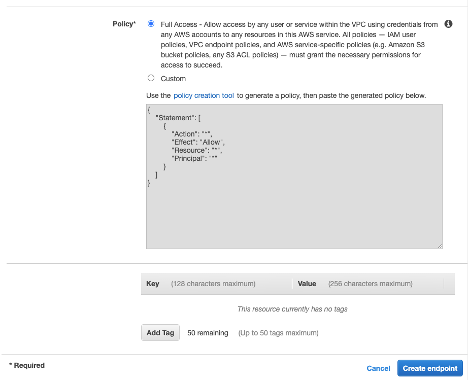 Policy* Full Access - Allow access by any user or service within the VPC using credentials from
any AWS accounts to any resources in this AWS service. All policies — IAM user
policies, VPC endpoint policies, and AWS service-specific policies (e.g. Amazon S3
bucket policies, any S3 ACL policies) — must grant the necessary permissions for
access to succeed.
Custom
Use the policy creation tool to generate a policy, then paste the generated policy below.
{
"Statement": [
{
"Action": "*",
"Effect": "Allow",
"Resource": "*",
"Principal": "*"
}
]
}
Key (128 characters maximum) Value (256 characters maximum)
This resource currently has no tags
Add Tag 50 remaining (Up to 50 tags maximum)
* Required Cancel Create endpoint